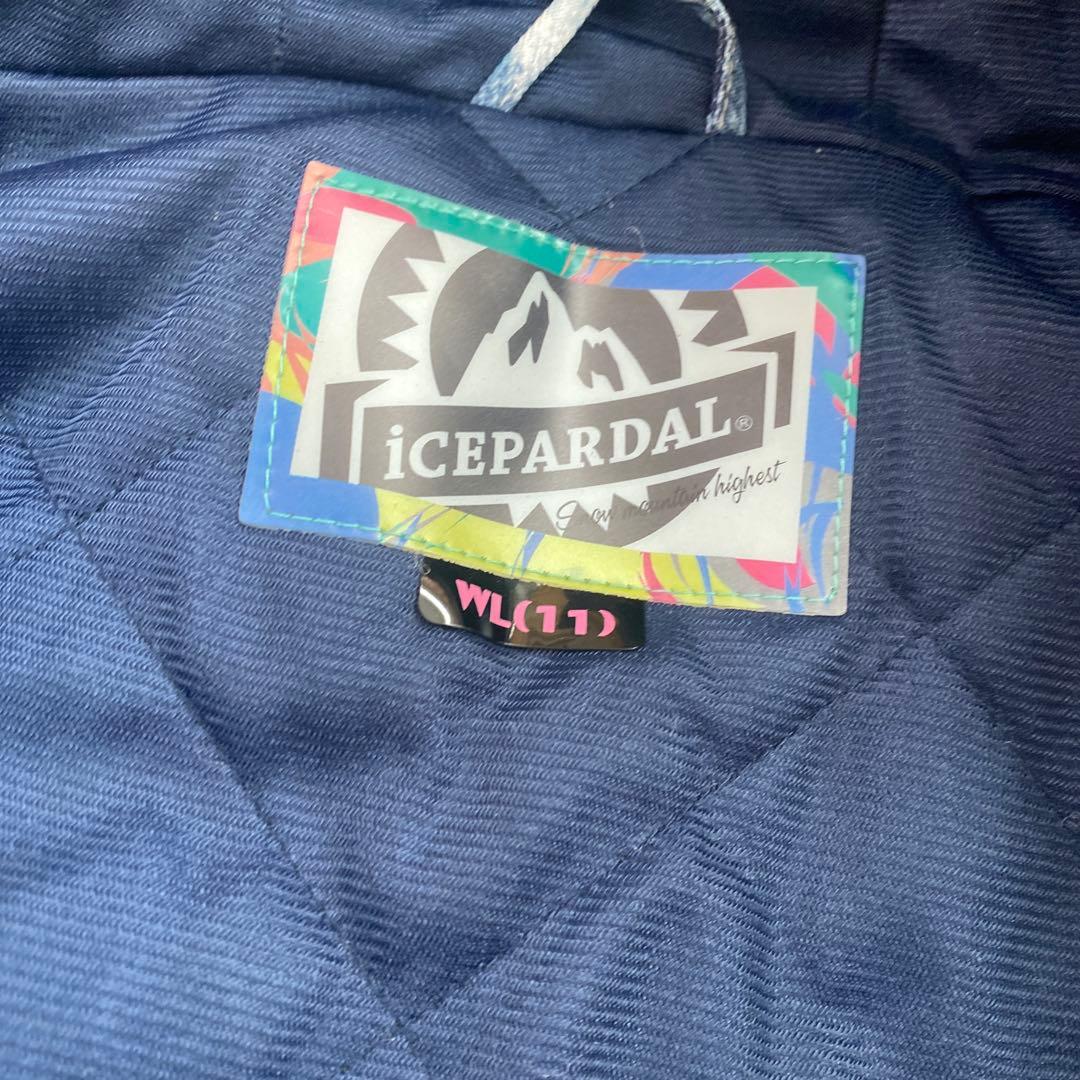 iCEPARDAL®
Snow mountain highest
WL(11)